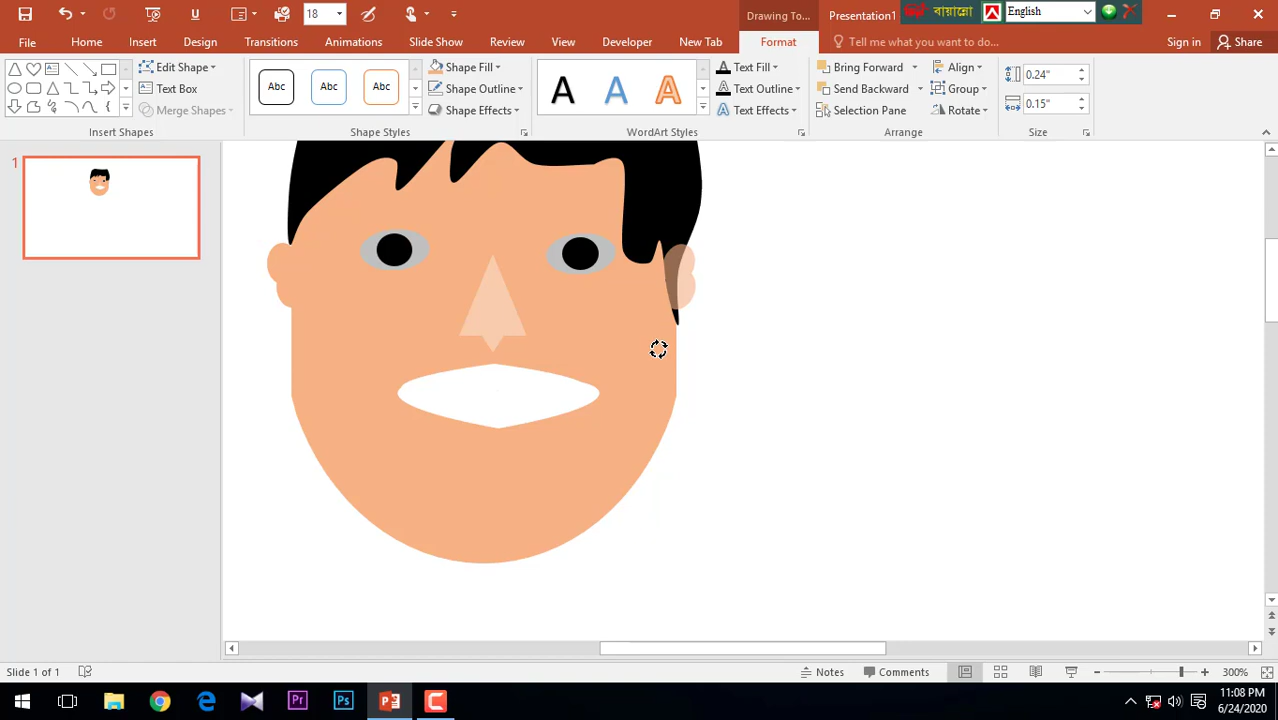 18
Drawing To...
Presentation1
বায়ান্নো
English
File
Home
Insert
Design
Transitions
Animations
Slide Show
Review
View
Developer
New Tab
Format
Tell me what you want to do...
Sign in
Share
Edit Shape
Text Box
Merge Shapes
Insert Shapes
Abc
Abc
Abc
Shape Fill
Shape Outline
Shape Effects
Shape Styles
A
A
A
Text Fill
Text Outline
Text Effects
WordArt Styles
Bring Forward
Send Backward
Selection Pane
Align
Group
Rotate
Arrange
0.24"
0.15"
Size
1
Slide 1 of 1
Notes
Comments
300%
Pr
Ps
11:08 PM
6/24/2020